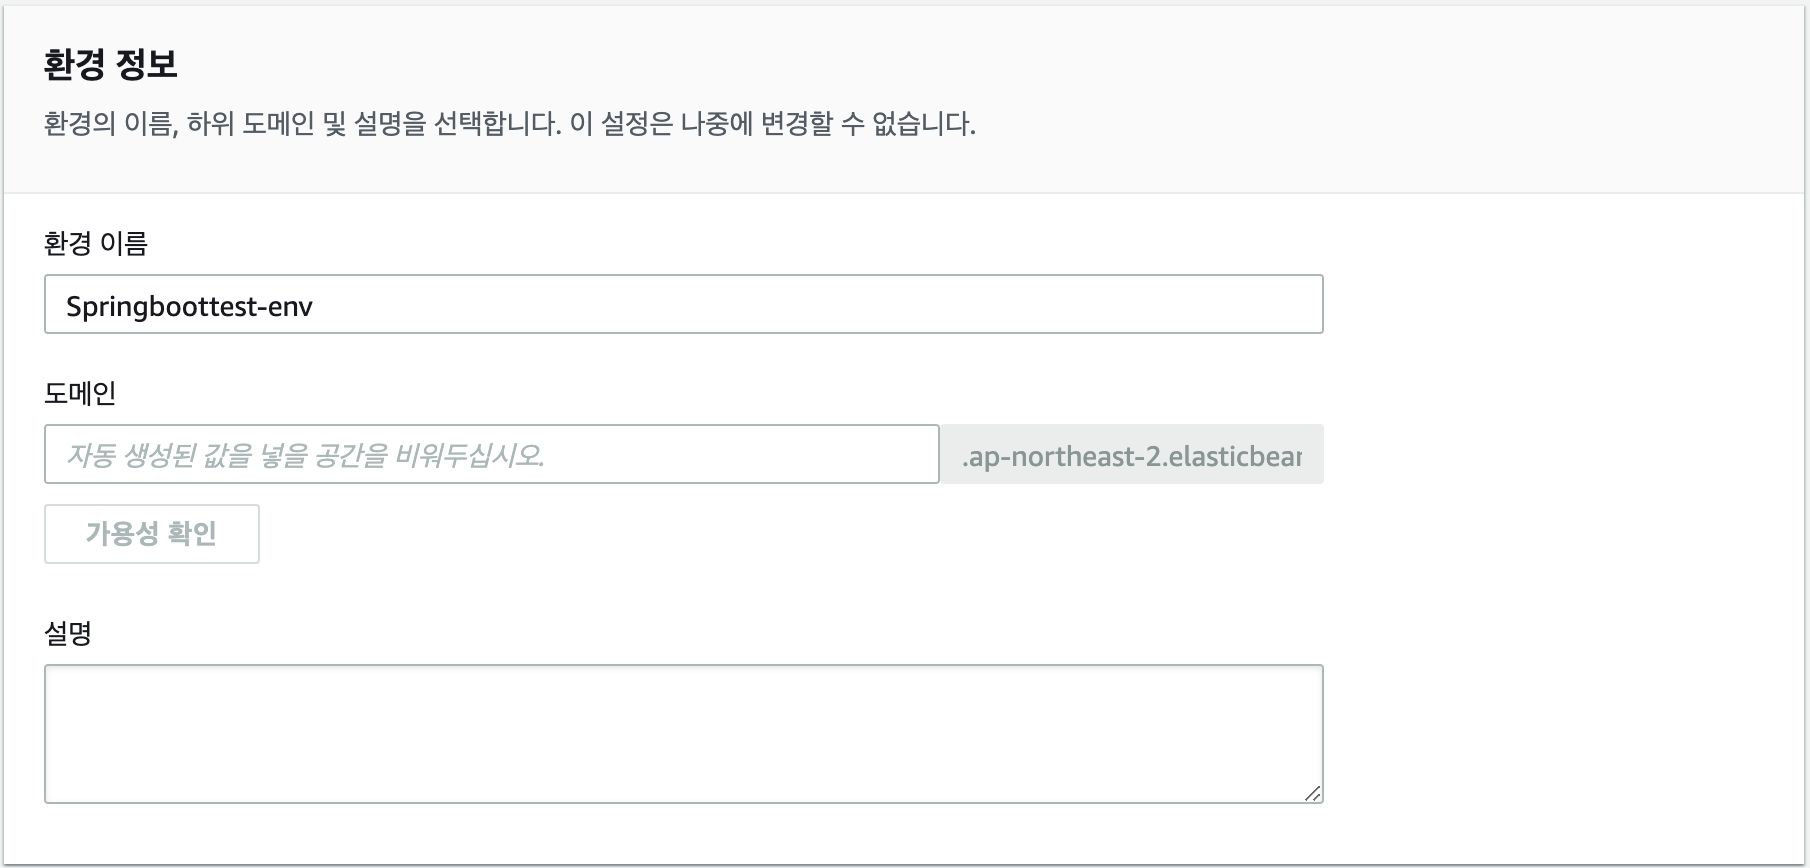 환경 정보
환경의 이름, 하위 도메인 및 설명을 선택합니다. 이 설정은 나중에 변경할 수 없습니다.
환경 이름
Springboottest-env
도메인
자동 생성된 값을 넣을 공간을 비워두십시오.
.ap-northeast-2.elasticbear
가용성 확인
설명